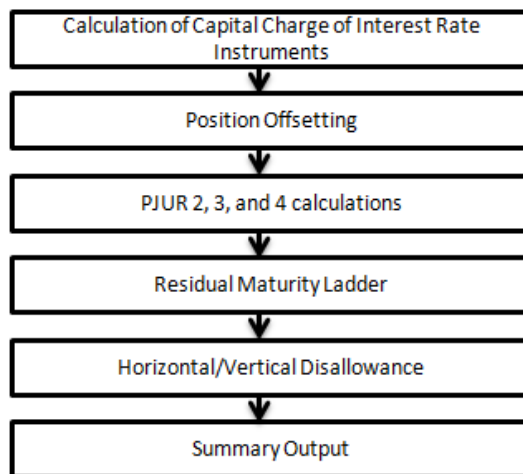 Calculation of Capital Charge of Interest Rate
Instruments
Position Offsetting
PJUR 2, 3, and 4 calculations
Residual Maturity Ladder
Horizontal/Vertical Disallowance
Summary Output